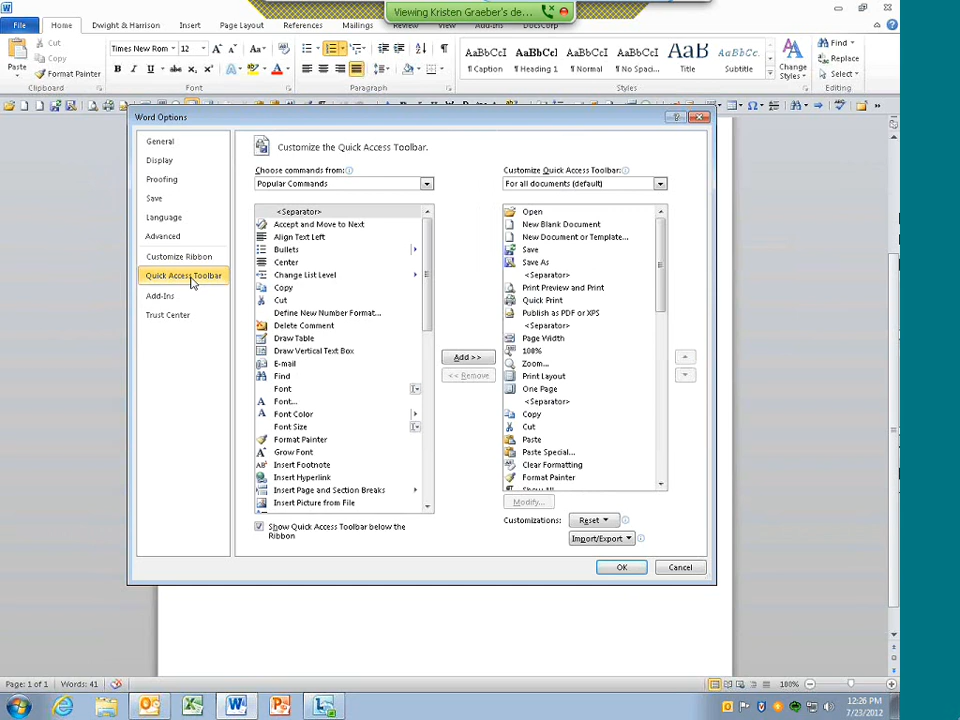 Viewing Kristen Graeber's de...
File Home Dwight & Harrison Insert Page Layout References Mailings Review View Add-Ins
Paste
Cut
Copy
Format Painter
Clipboard
Times New Rom 12
Font
Paragraph
AaBbCcI AaBbCcI AaBbCcI AaBbCcI AaB AaBbCcI
¶ Caption ¶ Heading 1 ¶ Normal ¶ No Spaci... Title Subtitle
Change
Styles
Styles
Find
Replace
Select
Editing
Word Options
General
Display
Proofing
Save
Language
Advanced
Customize Ribbon
Quick Access Toolbar
Add-Ins
Trust Center
Customize the Quick Access Toolbar.
Choose commands from:
Popular Commands
<Separator>
Accept and Move to Next
Align Text Left
Bullets
Center
Change List Level
Copy
Cut
Define New Number Format...
Delete Comment
Draw Table
Draw Vertical Text Box
E-mail
Find
Font
Font...
Font Color
Font Size
Format Painter
Grow Font
Insert Footnote
Insert Hyperlink
Insert Page and Section Breaks
Insert Picture from File
Show Quick Access Toolbar below the
Ribbon
Add >>
<< Remove
Customize Quick Access Toolbar:
For all documents (default)
Open
New Blank Document
New Document or Template...
Save
Save As
<Separator>
Print Preview and Print
Quick Print
Publish as PDF or XPS
<Separator>
Page Width
100%
Zoom...
Print Layout
One Page
<Separator>
Copy
Cut
Paste
Paste Special...
Clear Formatting
Format Painter
Show All
Modify...
Customizations: Reset
Import/Export
OK Cancel
Page: 1 of 1 Words: 41
100%
12:26 PM
7/23/2012